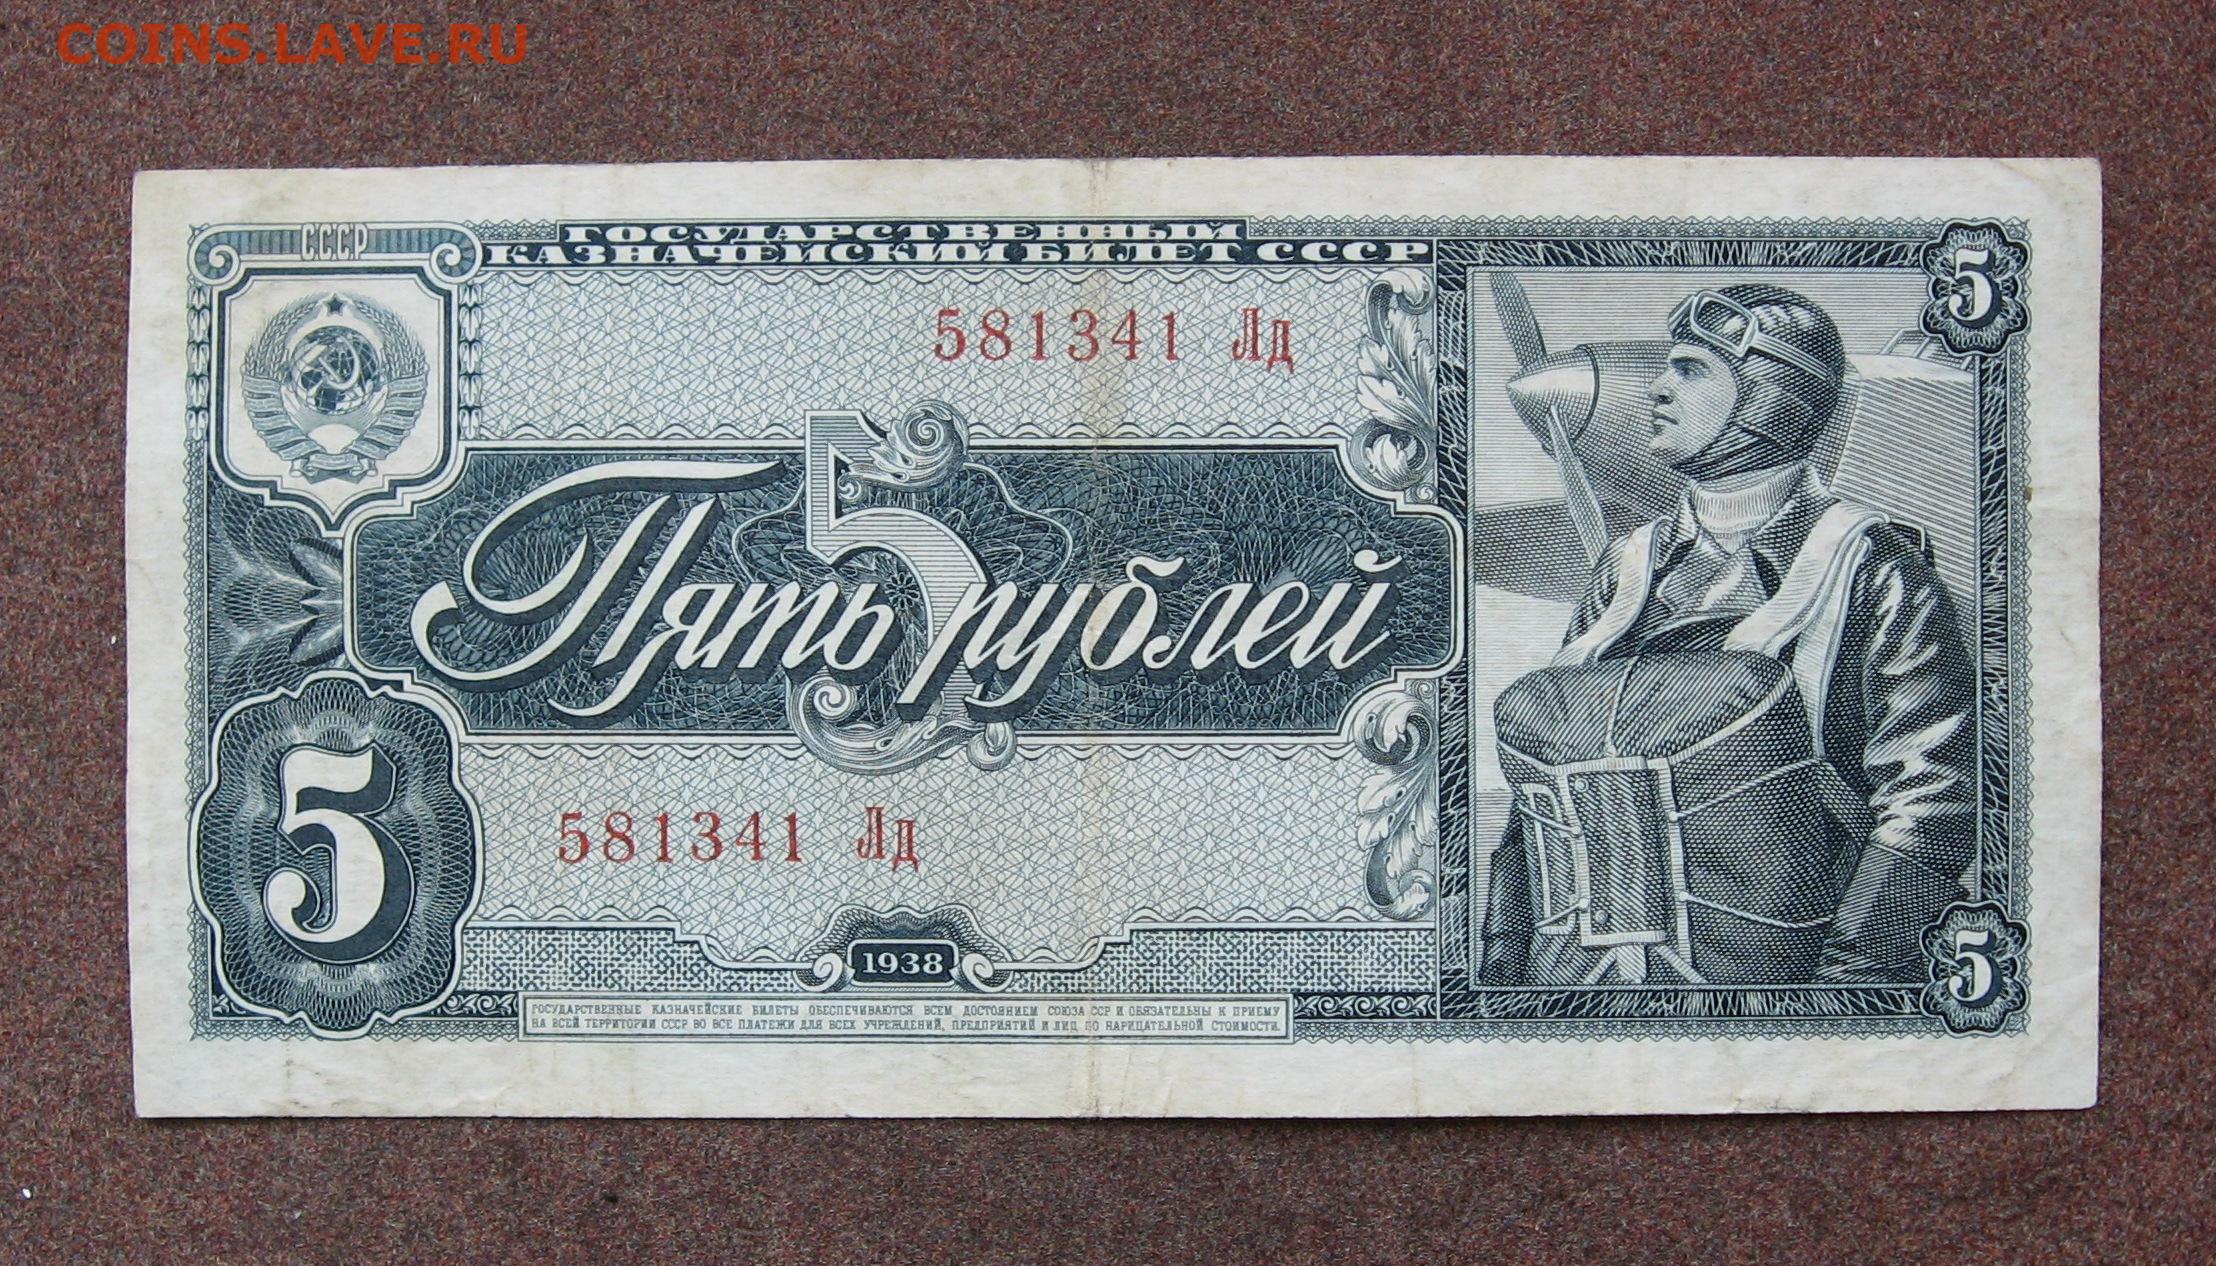 COINS.LAVE.RU
СССР
ГОСУДАРСТВЕННЫЙ
КАЗНАЧЕЙСКИЙ БИЛЕТ СССР
5
581341 Лд
5
Пять рублей
581341 Лд
5
1938
5
ГОСУДАРСТВЕННЫЕ КАЗНАЧЕЙСКИЕ БИЛЕТЫ ОБЕСПЕЧИВАЮТСЯ ВСЕМ ДОСТОЯНИЕМ СОЮЗА ССР И ОБЯЗАТЕЛЬНЫ К ПРИЕМУ
НА ВСЕЙ ТЕРРИТОРИИ СССР ВО ВСЕ ПЛАТЕЖИ ДЛЯ ВСЕХ УЧРЕЖДЕНИЙ, ПРЕДПРИЯТИЙ И ЛИЦ ПО НАРИЦАТЕЛЬНОЙ СТОИМОСТИ.